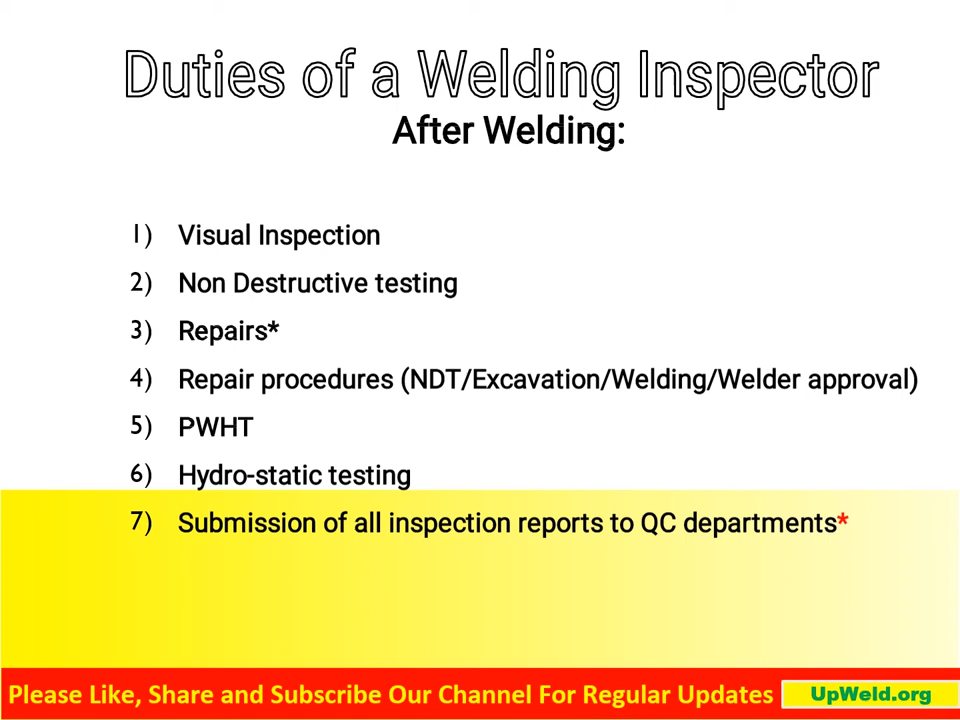 Duties of a Welding Inspector
After Welding:
1) Visual Inspection
2) Non Destructive testing
3) Repairs*
4) Repair procedures (NDT/Excavation/Welding/Welder approval)
5) PWHT
6) Hydro-static testing
7) Submission of all inspection reports to QC departments*
Please Like, Share and Subscribe Our Channel For Regular Updates UpWeld.org